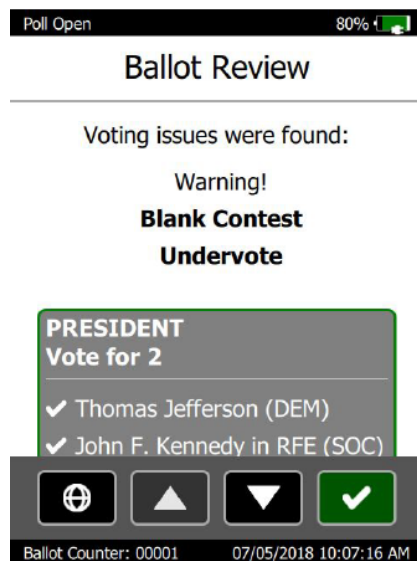 Poll Open 80%
Ballot Review
Voting issues were found:
Warning!
Blank Contest
Undervote
PRESIDENT
Vote for 2
Thomas Jefferson (DEM)
John F. Kennedy in RFE (SOC)
Ballot Counter: 00001 07/05/2018 10:07:16 AM